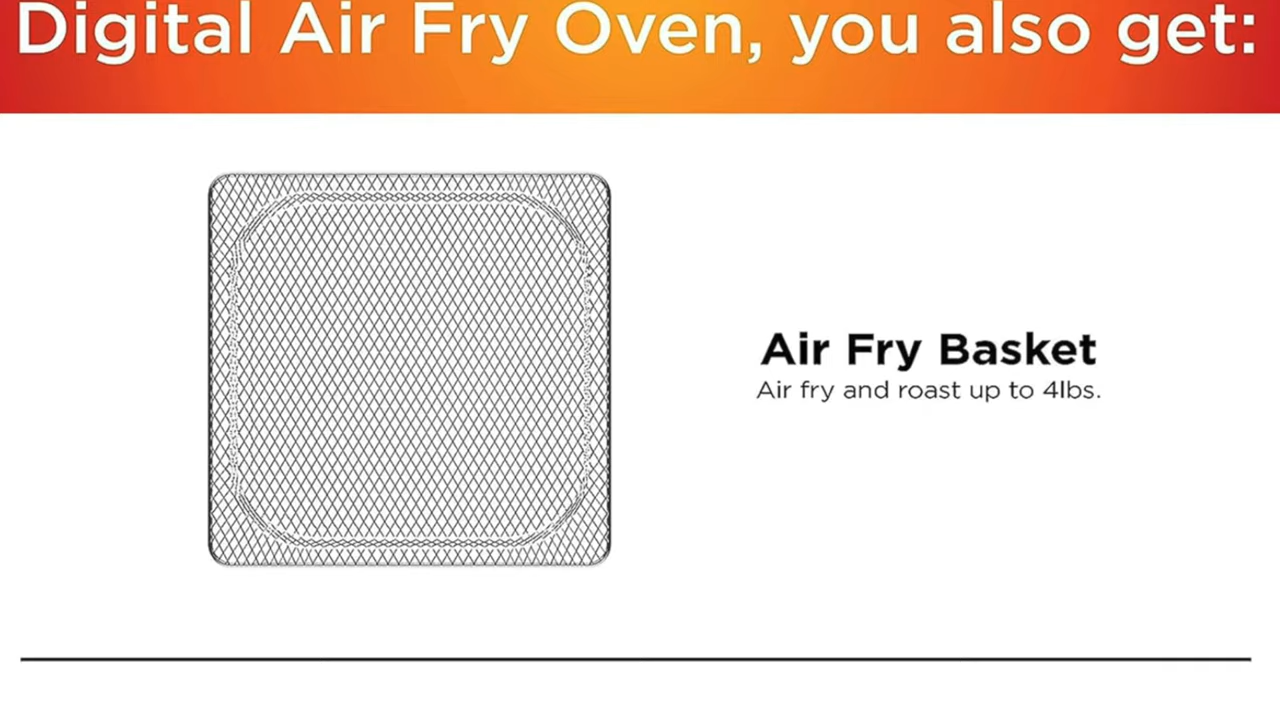 Digital Air Fry Oven, you also get:
Air Fry Basket
Air fry and roast up to 4lbs.